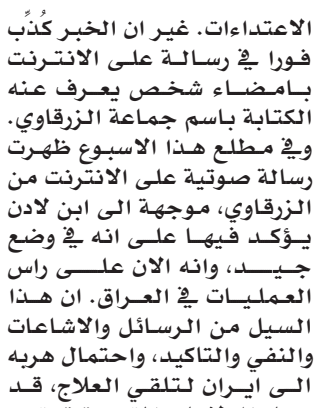 الاعتداءات. غير ان الخبر كُذِّب
فورا في رسالة على الانترنت
بامضاء شخص يعرف عنه
الكتابة باسم جماعة الزرقاوي.
وفي مطلع هذا الاسبوع ظهرت
رسالة صوتية على الانترنت من
الزرقاوي، موجهة الى ابن لادن
يؤكد فيها على انه في وضع
جيد، وانه الان على راس
العمليات في العراق. ان هذا
السيل من الرسائل والاشاعات
والنفي والتاكيد، واحتمال هربه
الى ايران لتلقي العلاج، قد